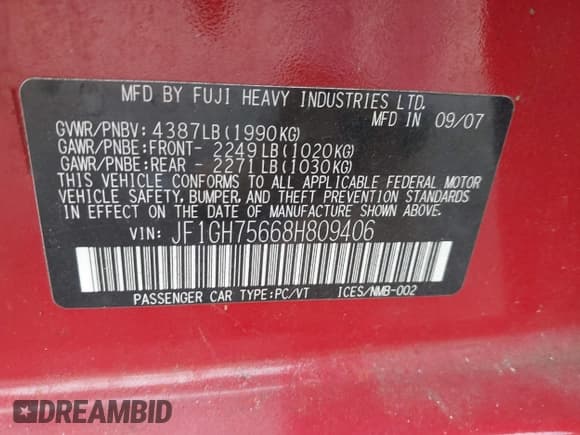 MFD BY FUJI HEAVY INDUSTRIES LTD.
MFD IN 09/07
GVWR/PNBV: 4387LB(1990KG)
GAWR/PNBE:FRONT- 2249LB(1020KG)
GAWR/PNBE:REAR - 2271LB(1030KG)
THIS VEHICLE CONFORMS TO ALL APPLICABLE FEDERAL MOTOR
VEHICLE SAFETY, BUMPER, AND THEFT PREVENTION STANDARDS
IN EFFECT ON THE DATE OF MANUFACTURE SHOWN ABOVE.
VIN: JF1GH75668H809406
PASSENGER CAR TYPE:PC/VT ICES/NMB-002
DREAMBID